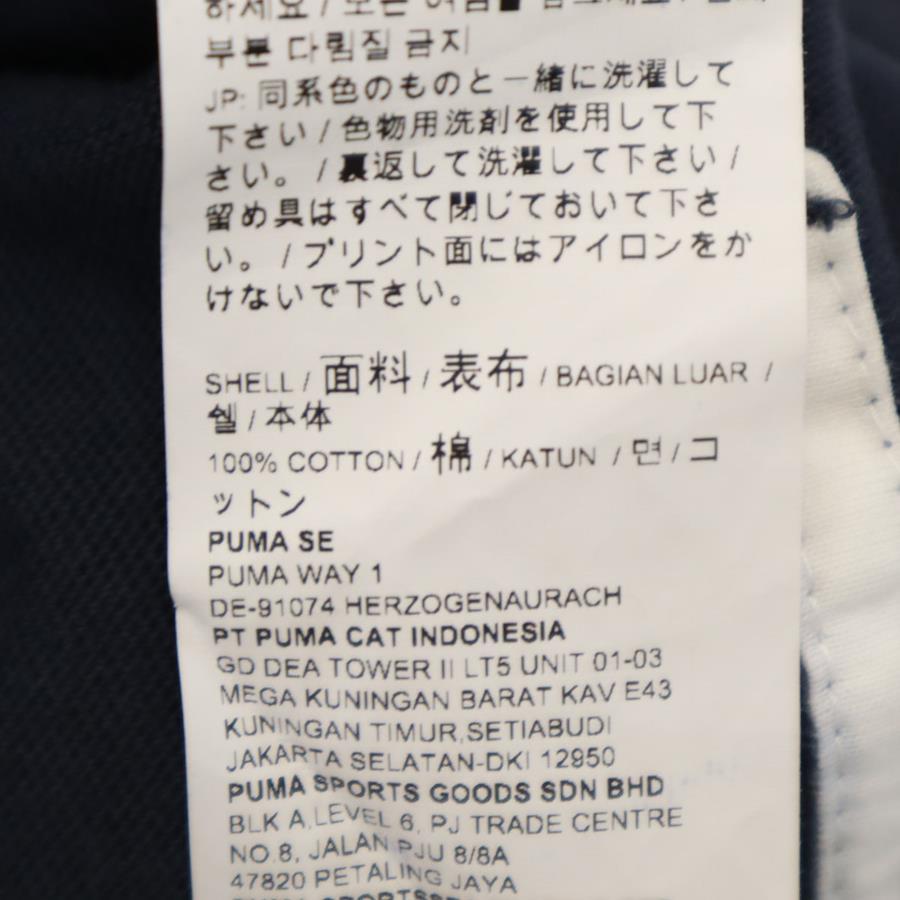 하세요 / 모든
부분 다림질 금지
JP: 同系色のものと一緒に洗濯して
下さい / 色物用洗剤を使用して下
さい。 / 裏返して洗濯して下さい /
留め具はすべて閉じておいて下さ
い。 / プリント面にはアイロンをか
けないで下さい。
SHELL / 面料 / 表布 / BAGIAN LUAR /
쉘 / 本体
100% COTTON / 棉 / KATUN / 면 / コ
ットン
PUMA SE
PUMA WAY 1
DE-91074 HERZOGENAURACH
PT PUMA CAT INDONESIA
GD DEA TOWER II LT5 UNIT 01-03
MEGA KUNINGAN BARAT KAV E43
KUNINGAN TIMUR,SETIABUDI
JAKARTA SELATAN-DKI 12950
PUMA SPORTS GOODS SDN BHD
BLK A,LEVEL 6, PJ TRADE CENTRE
NO.8, JALAN PJU 8/8A
47820 PETALING JAYA